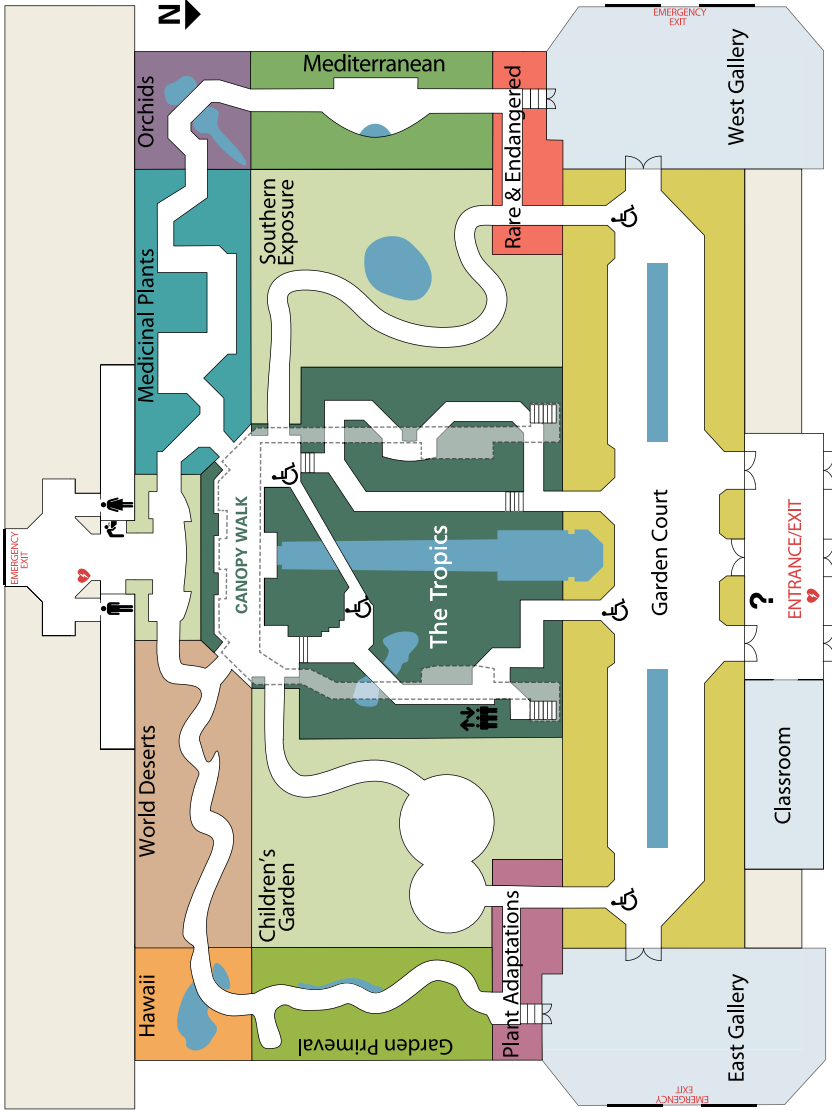 N
EMERGENCY
EXIT
Mediterranean
Orchids
West Gallery
Rare & Endangered
Southern
Exposure
Medicinal Plants
EMERGENCY
EXIT
CANOPY WALK
The Tropics
Garden Court
?
ENTRANCE/EXIT
World Deserts
Classroom
Children's
Garden
Plant Adaptations
Hawaii
Garden Primeval
East Gallery
EMERGENCY
EXIT